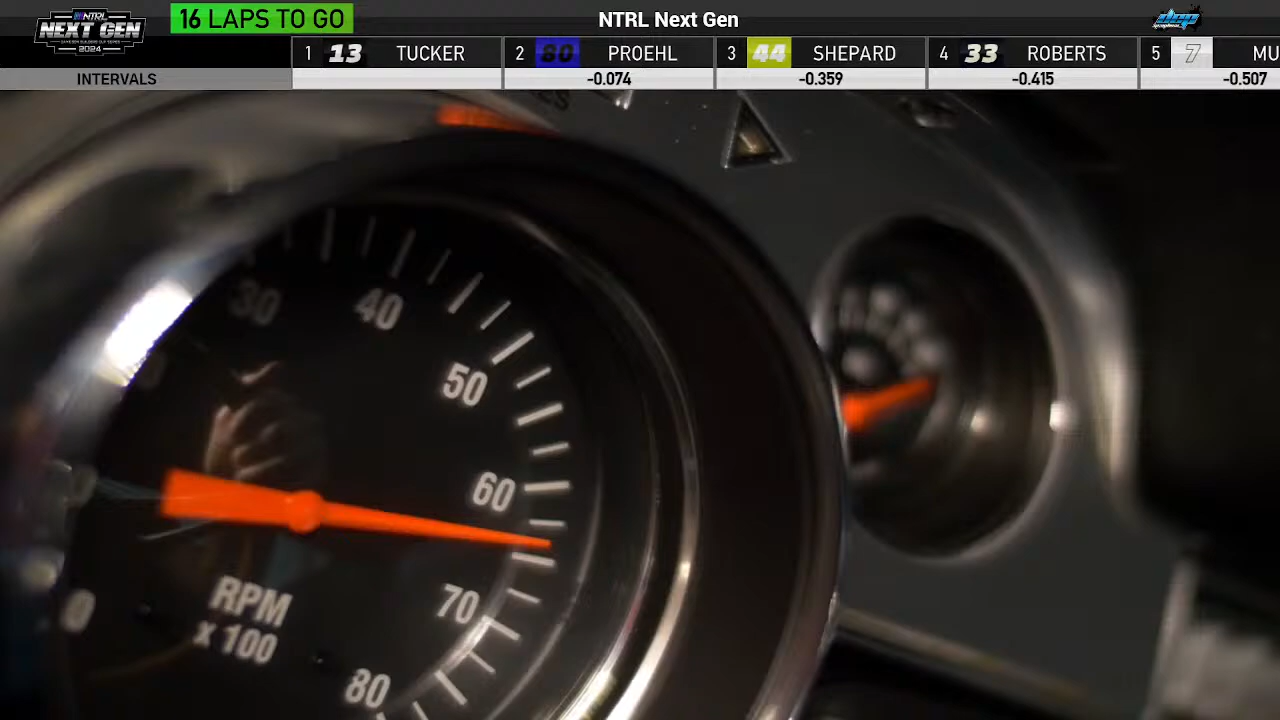 NTRL
NEXT GEN
2024
16 LAPS TO GO
NTRL Next Gen
1 13 TUCKER 2 80 PROEHL 3 44 SHEPARD 4 33 ROBERTS 5 7 MU
INTERVALS -0.074 -0.359 -0.415 -0.507
30
40
50
60
70
80
0
RPM
x 100